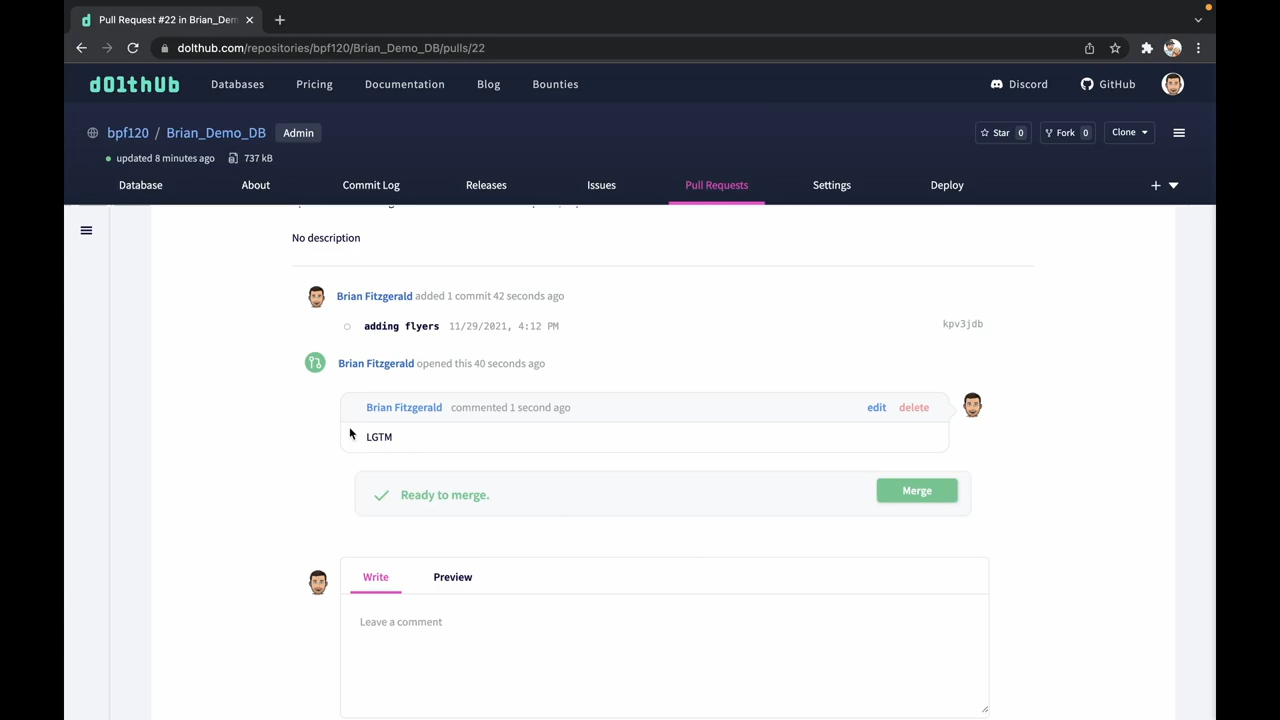 Pull Request #22 in Brian_Dem
dolthub.com/repositories/bpf120/Brian_Demo_DB/pulls/22
dolthub Databases Pricing Documentation Blog Bounties Discord GitHub
bpf120 / Brian_Demo_DB Admin Star 0 Fork 0 Clone
updated 8 minutes ago 737 kB
Database About Commit Log Releases Issues Pull Requests Settings Deploy
No description
Brian Fitzgerald added 1 commit 42 seconds ago
adding flyers 11/29/2021, 4:12 PM kpv3jdb
Brian Fitzgerald opened this 40 seconds ago
Brian Fitzgerald commented 1 second ago edit delete
LGTM
Ready to merge. Merge
Write Preview
Leave a comment